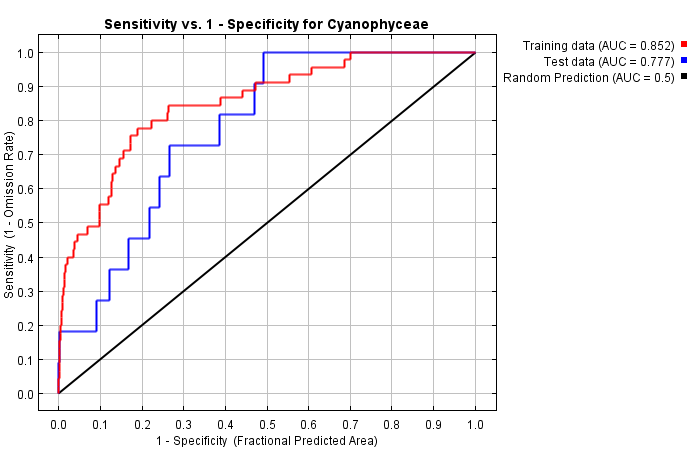 Sensitivity vs. 1 - Specificity for Cyanophyceae
Training data (AUC = 0.852)
Test data (AUC = 0.777)
Random Prediction (AUC = 0.5)
Sensitivity (1 - Omission Rate)
1.0
0.9
0.8
0.7
0.6
0.5
0.4
0.3
0.2
0.1
0.0
0.0 0.1 0.2 0.3 0.4 0.5 0.6 0.7 0.8 0.9 1.0
1 - Specificity (Fractional Predicted Area)